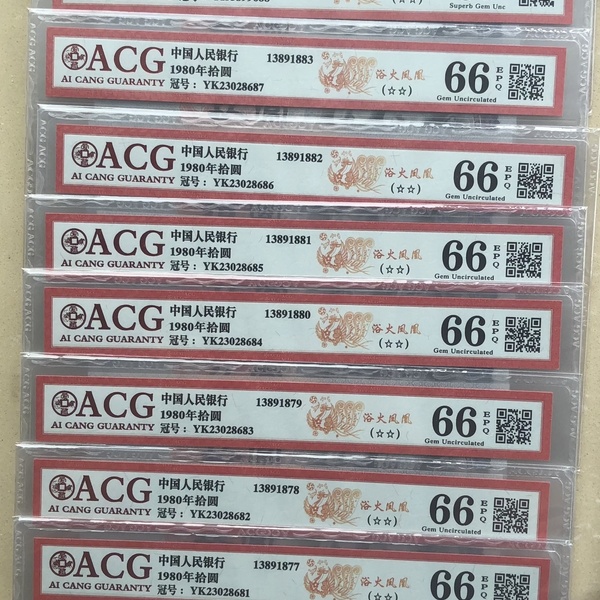 Superb Gem Unc
ACG
AI CANG GUARANTY
中国人民银行
1980年拾圆
冠号： YK23028687
13891883
浴火凤凰
(☆☆)
66
EPQ
Gem Uncirculated
ACG
AI CANG GUARANTY
中国人民银行
1980年拾圆
冠号： YK23028686
13891882
浴火凤凰
(☆☆)
66
EPQ
Gem Uncirculated
ACG
AI CANG GUARANTY
中国人民银行
1980年拾圆
冠号： YK23028685
13891881
浴火凤凰
(☆☆)
66
EPQ
Gem Uncirculated
ACG
AI CANG GUARANTY
中国人民银行
1980年拾圆
冠号： YK23028684
13891880
浴火凤凰
(☆☆)
66
EPQ
Gem Uncirculated
ACG
AI CANG GUARANTY
中国人民银行
1980年拾圆
冠号： YK23028683
13891879
浴火凤凰
(☆☆)
66
EPQ
Gem Uncirculated
ACG
AI CANG GUARANTY
中国人民银行
1980年拾圆
冠号： YK23028682
13891878
浴火凤凰
(☆☆)
66
EPQ
Gem Uncirculated
ACG
AI CANG GUARANTY
中国人民银行
1980年拾圆
冠号： YK23028681
13891877
浴火凤凰
(☆☆)
66
EPQ
Gem Uncirculated